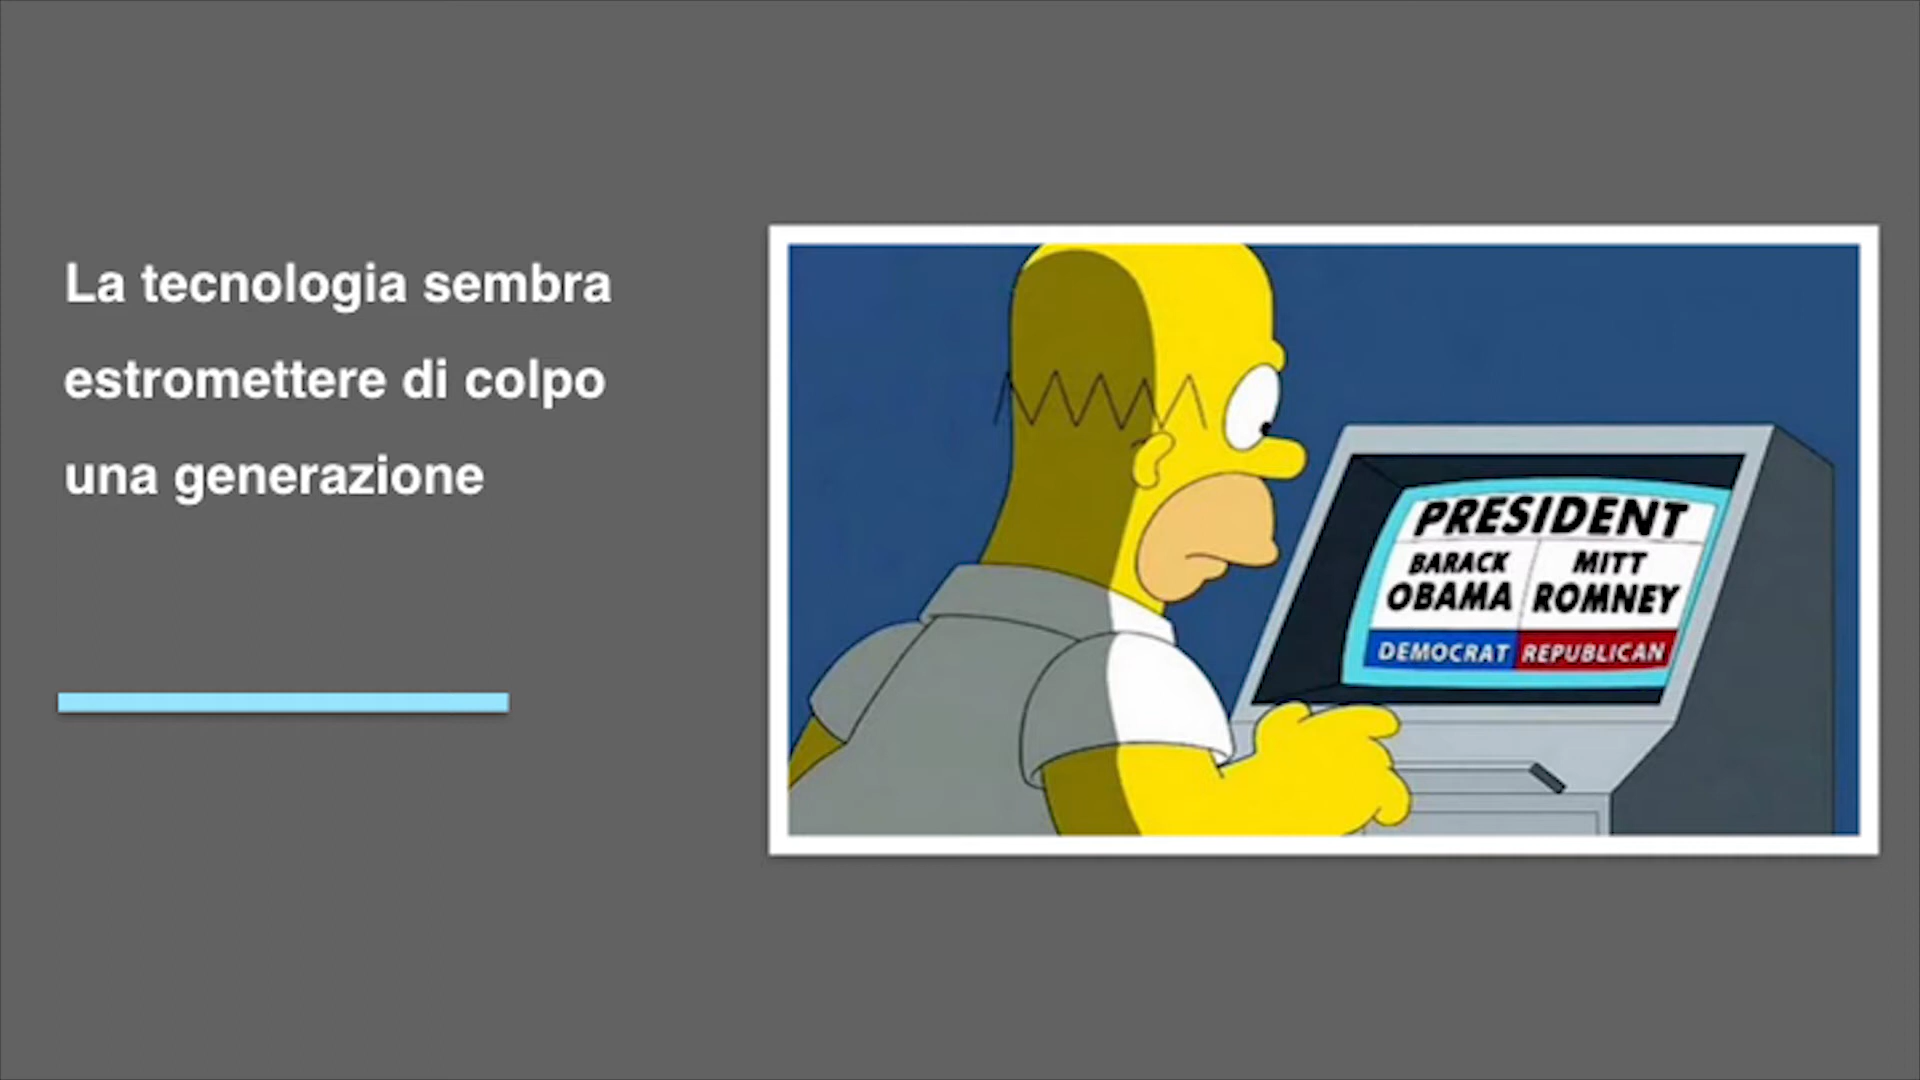 La tecnologia sembra
estromettere di colpo
una generazione
PRESIDENT
BARACK OBAMA
MITT ROMNEY
DEMOCRAT
REPUBLICAN